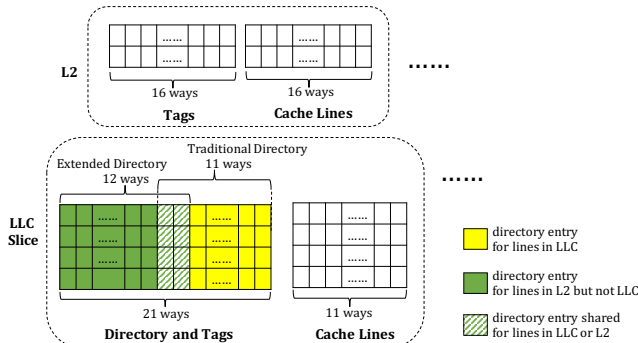 ...... ......
...... ......
......
L2
16 ways 16 ways
Tags Cache Lines
Traditional Directory
11 ways
Extended Directory
12 ways
......
LLC
Slice
...... ...... ......
...... ...... ......
...... ...... ......
...... ...... ......
directory entry
for lines in LLC
directory entry
for lines in L2 but not LLC
directory entry shared
for lines in LLC or L2
21 ways 11 ways
Directory and Tags Cache Lines